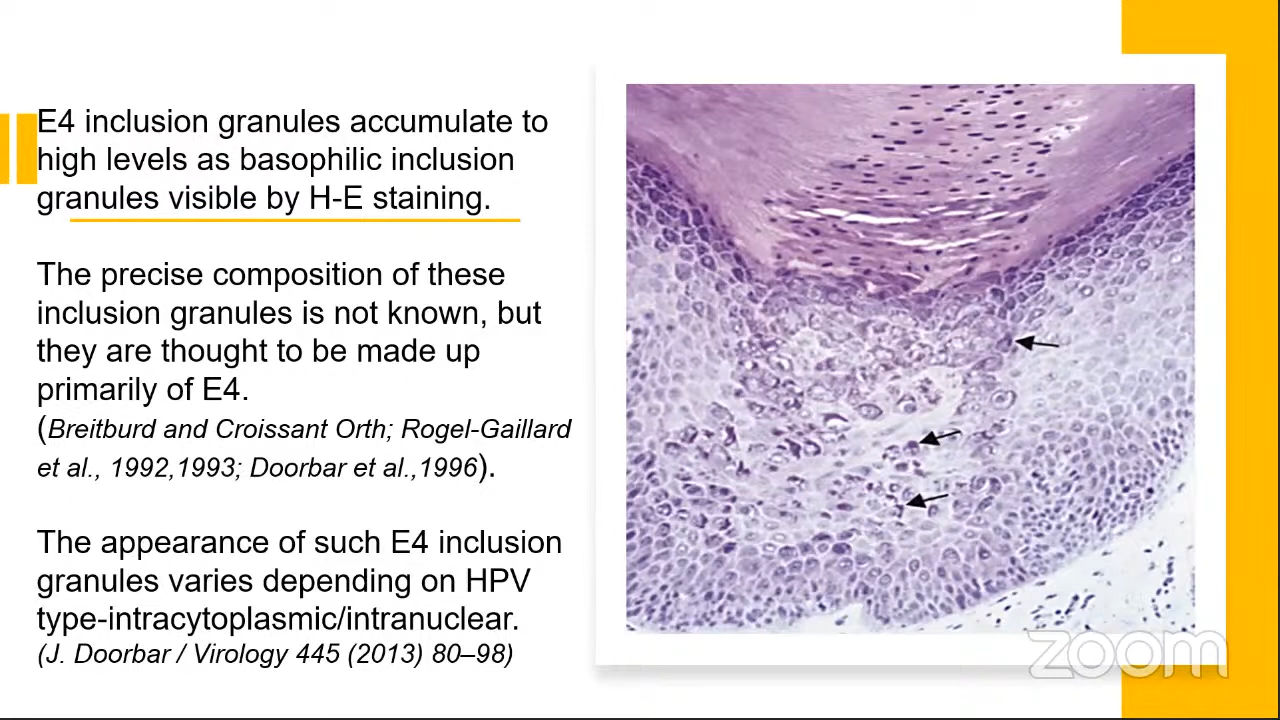 E4 inclusion granules accumulate to
high levels as basophilic inclusion
granules visible by H-E staining.
The precise composition of these
inclusion granules is not known, but
they are thought to be made up
primarily of E4.
(Breitburd and Croissant Orth; Rogel-Gaillard
et al., 1992,1993; Doorbar et al.,1996).
The appearance of such E4 inclusion
granules varies depending on HPV
type-intracytoplasmic/intranuclear.
(J. Doorbar / Virology 445 (2013) 80–98)
zoom